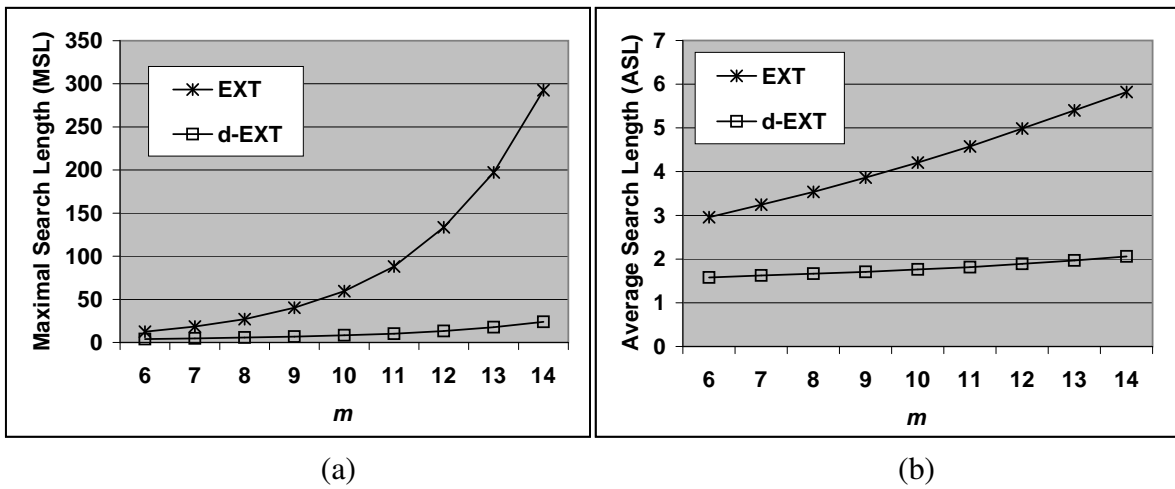 Maximal Search Length (MSL)
350
300
250
200
150
100
50
0
EXT
d-EXT
6 7 8 9 10 11 12 13 14
m
(a)
Average Search Length (ASL)
7
6
5
4
3
2
1
0
EXT
d-EXT
6 7 8 9 10 11 12 13 14
m
(b)